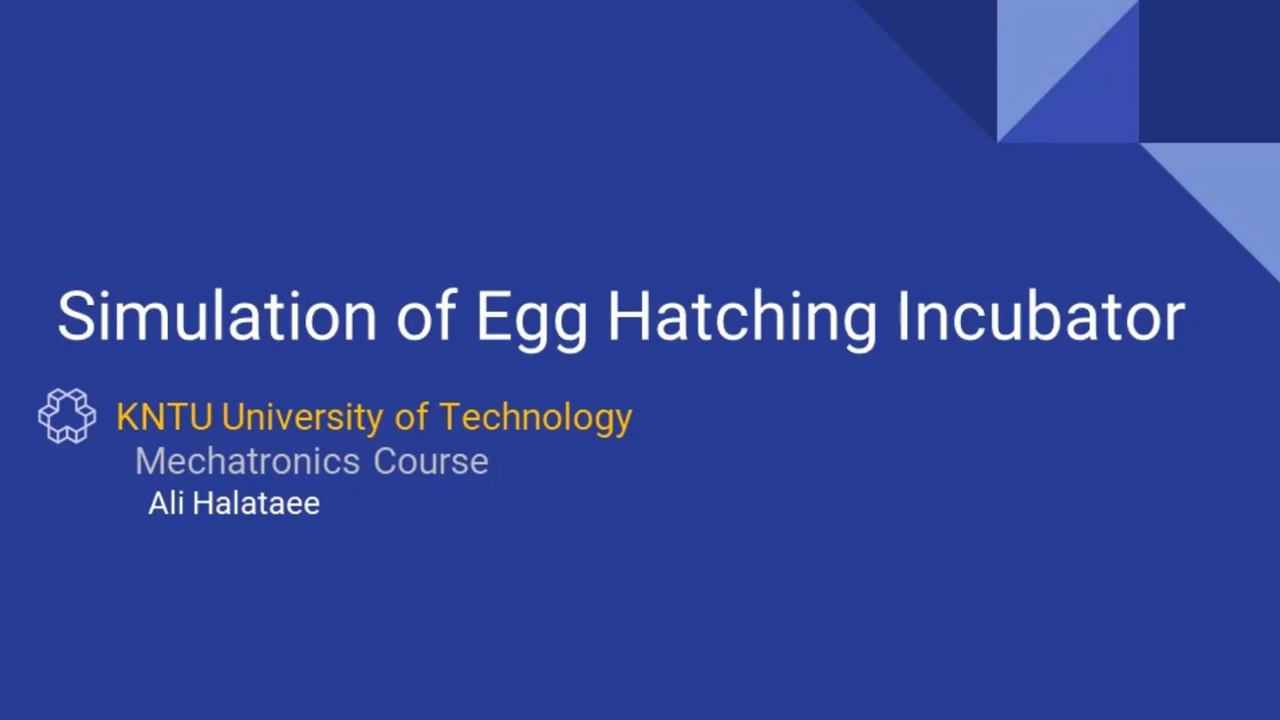 Simulation of Egg Hatching Incubator
KNTU University of Technology
Mechatronics Course
Ali Halataee